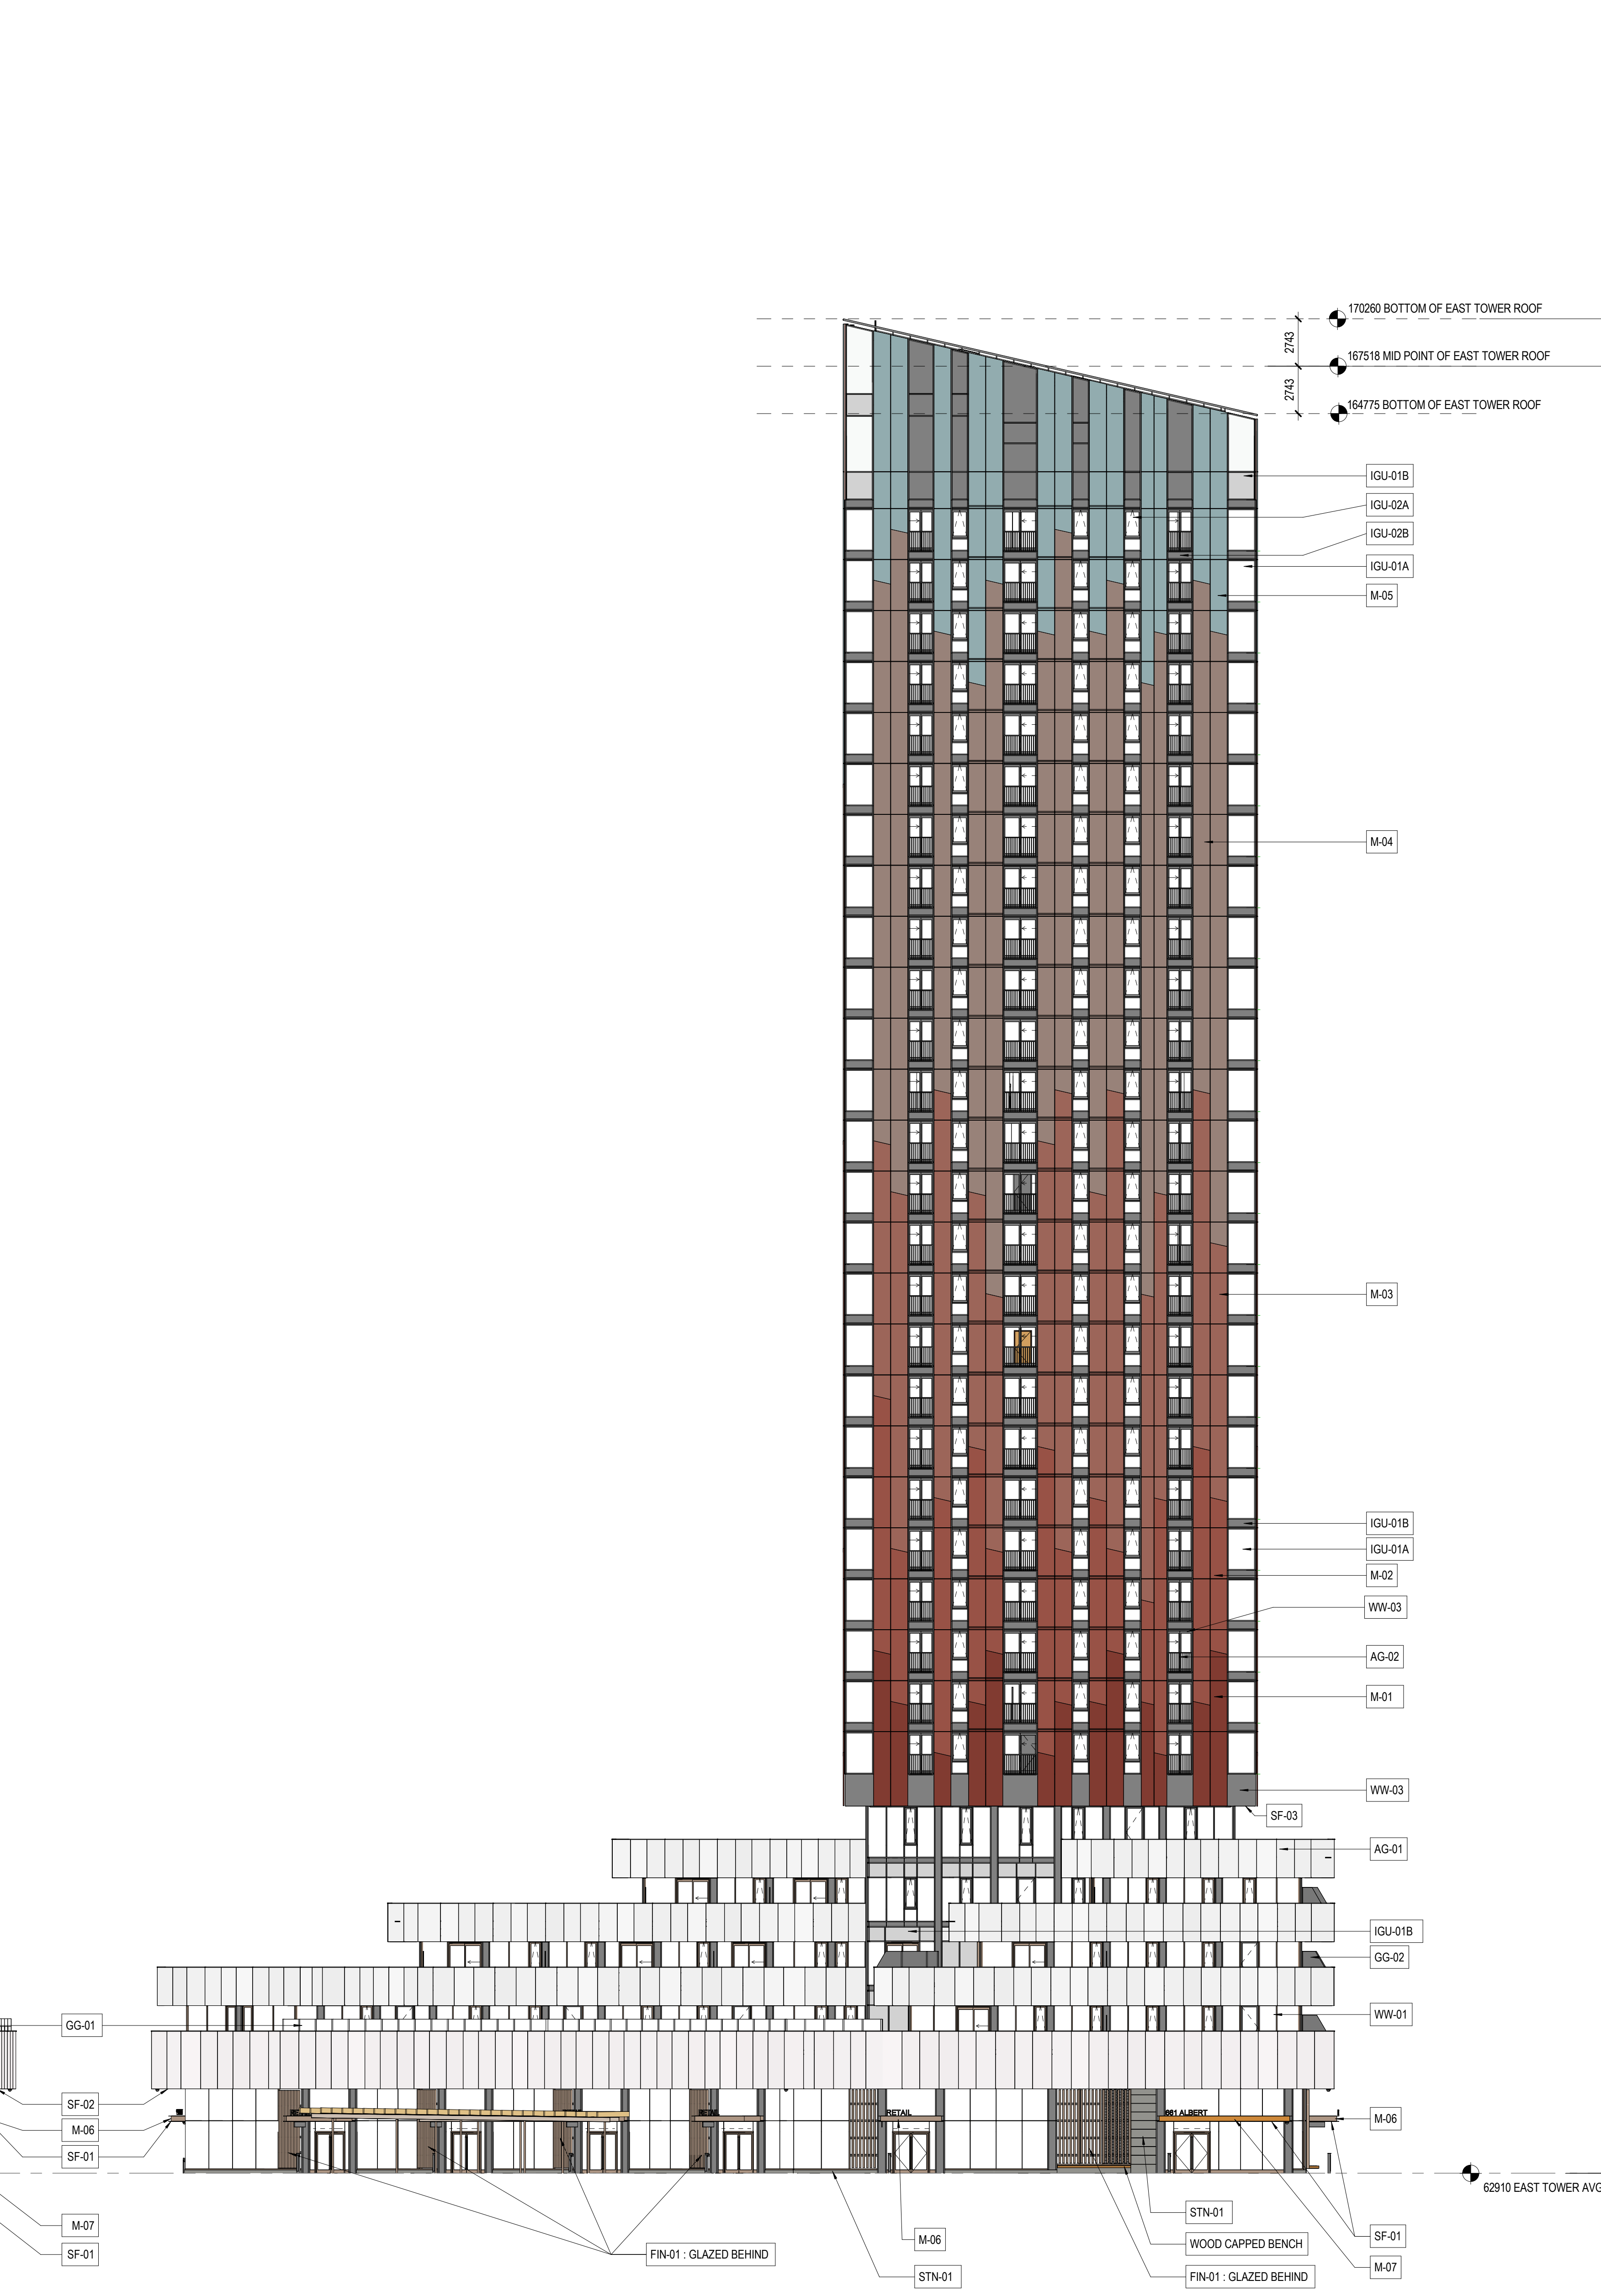 170260 BOTTOM OF EAST TOWER ROOF
2743
167518 MID POINT OF EAST TOWER ROOF
2743
164775 BOTTOM OF EAST TOWER ROOF
IGU-01B
IGU-02A
IGU-02B
IGU-01A
M-05
M-04
M-03
IGU-01B
IGU-01A
M-02
WW-03
AG-02
M-01
WW-03
SF-03
AG-01
IGU-01B
GG-02
WW-01
GG-01
SF-02
M-06
SF-01
RETAIL
661 ALBERT
M-06
62910 EAST TOWER AVG
M-07
SF-01
FIN-01 : GLAZED BEHIND
M-06
STN-01
STN-01
WOOD CAPPED BENCH
FIN-01 : GLAZED BEHIND
SF-01
M-07